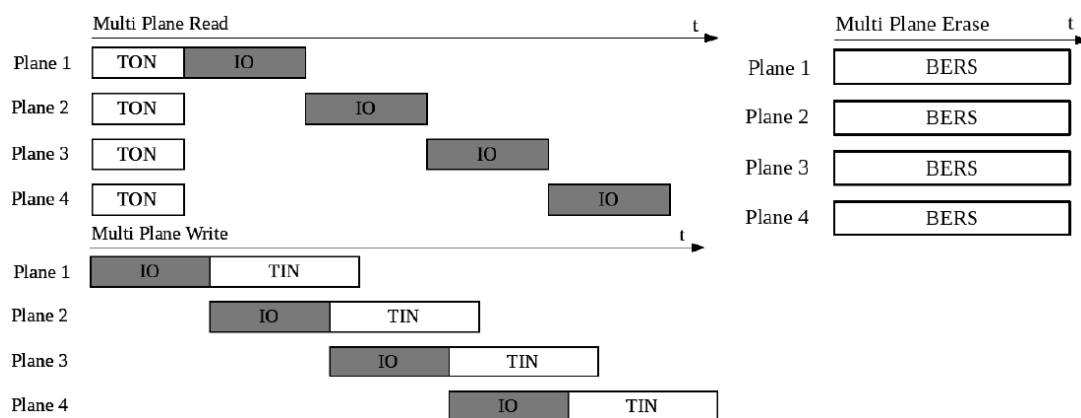 Multi Plane Read t
Plane 1 TON IO
Plane 2 TON IO
Plane 3 TON IO
Plane 4 TON IO
Multi Plane Write t
Plane 1 IO TIN
Plane 2 IO TIN
Plane 3 IO TIN
Plane 4 IO TIN
Multi Plane Erase t
Plane 1 BERS
Plane 2 BERS
Plane 3 BERS
Plane 4 BERS